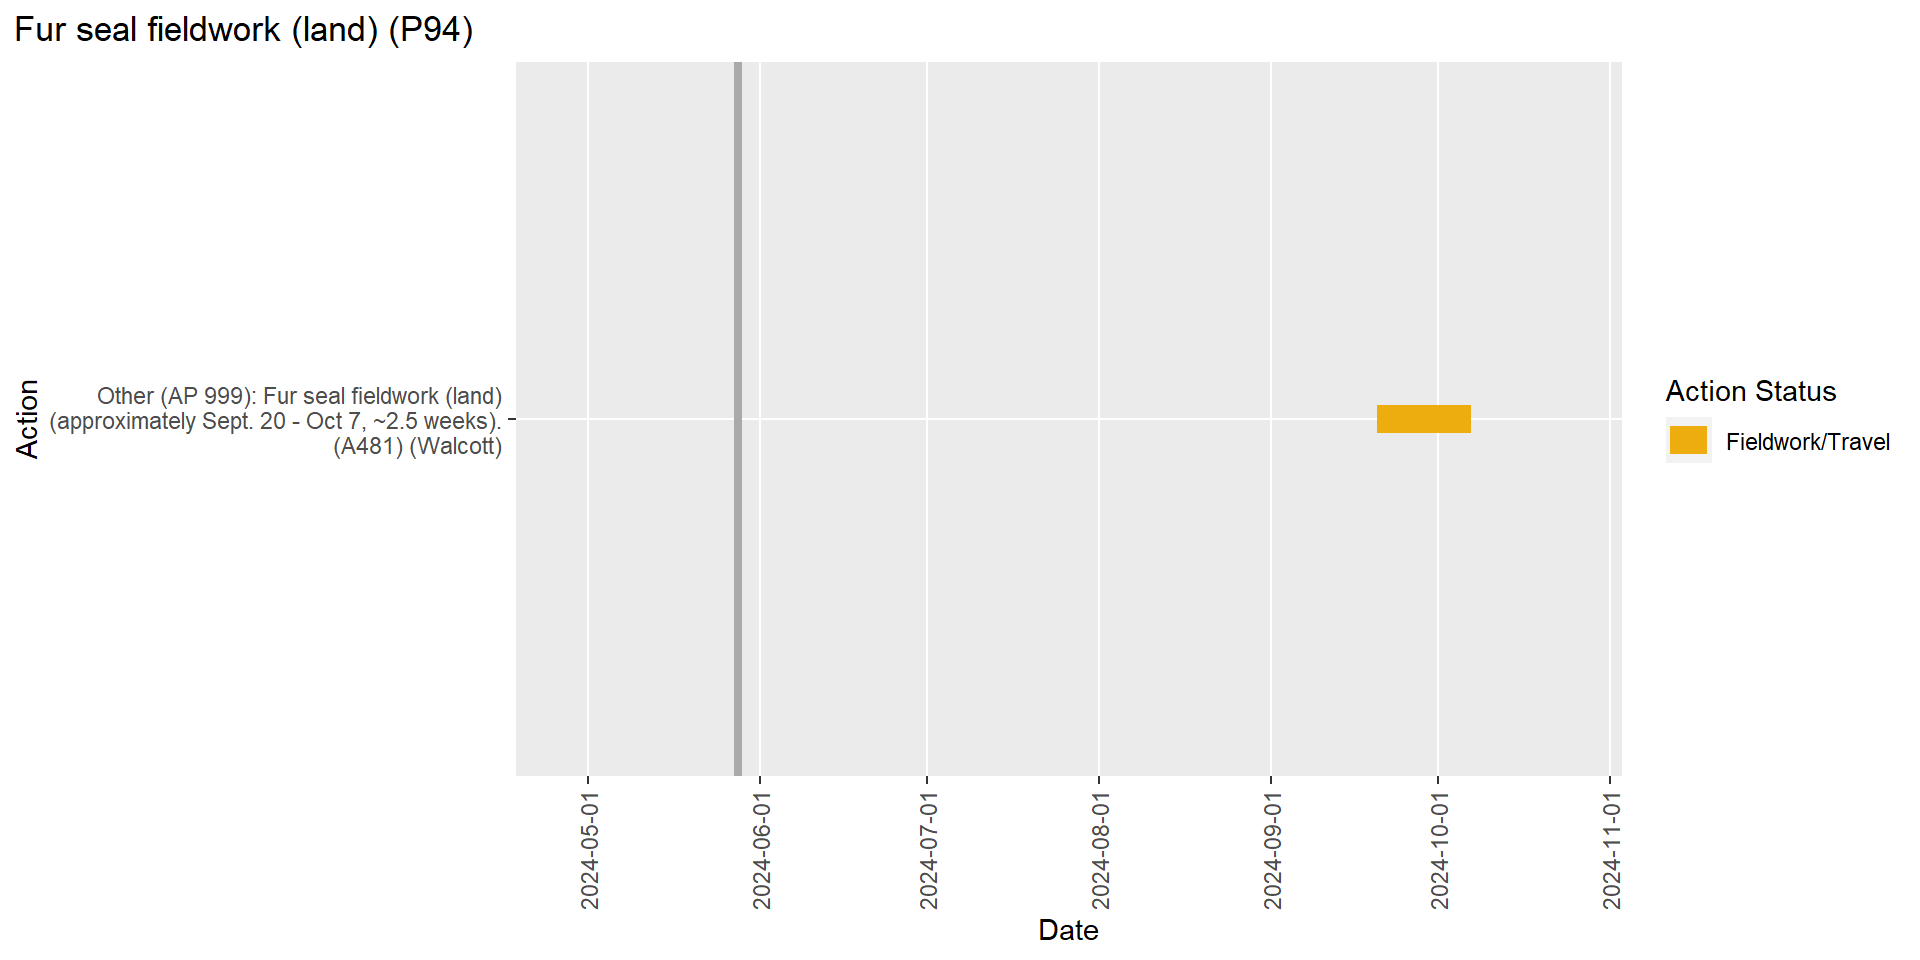 Fur seal fieldwork (land) (P94)
Action
Other (AP 999): Fur seal fieldwork (land)
(approximately Sept. 20 - Oct 7, ~2.5 weeks).
(A481) (Walcott)
2024-05-01
2024-06-01
2024-07-01
2024-08-01
2024-09-01
2024-10-01
2024-11-01
Date
Action Status
Fieldwork/Travel